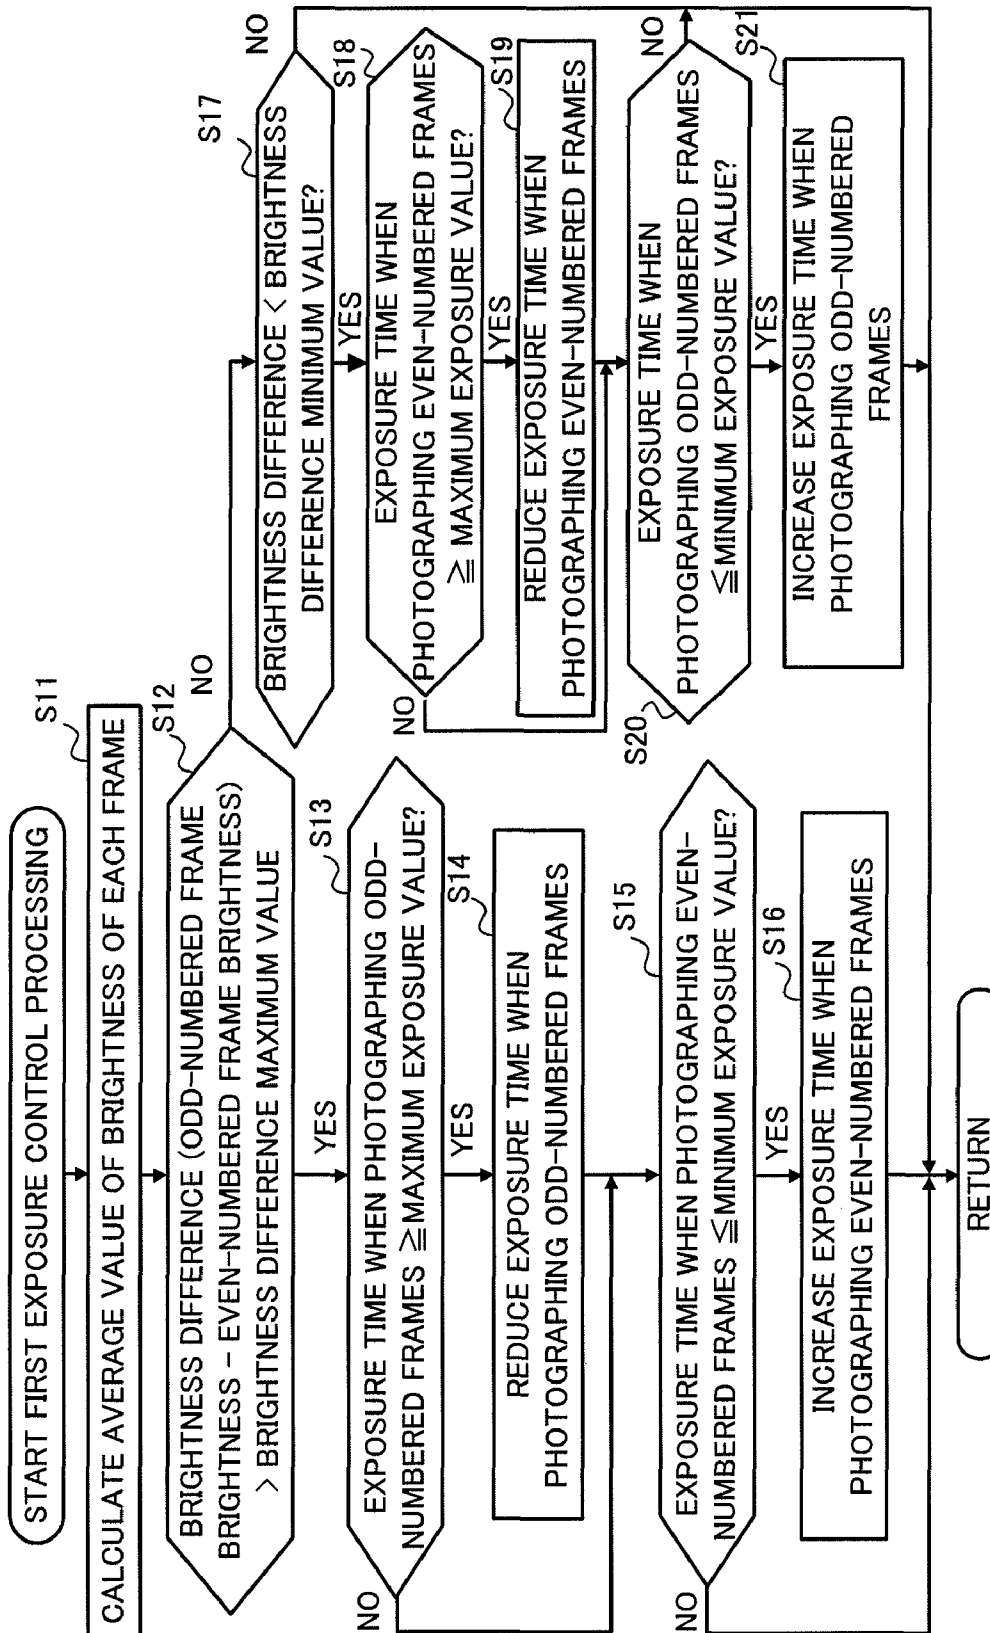 START FIRST EXPOSURE CONTROL PROCESSING
S11
CALCULATE AVERAGE VALUE OF BRIGHTNESS OF EACH FRAME
S12
BRIGHTNESS DIFFERENCE (ODD-NUMBERED FRAME
BRIGHTNESS - EVEN-NUMBERED FRAME BRIGHTNESS)
> BRIGHTNESS DIFFERENCE MAXIMUM VALUE
NO
YES
S13
EXPOSURE TIME WHEN PHOTOGRAPHING ODD-
NUMBERED FRAMES ≧MAXIMUM EXPOSURE VALUE?
NO
YES
S14
REDUCE EXPOSURE TIME WHEN
PHOTOGRAPHING ODD-NUMBERED FRAMES
S15
EXPOSURE TIME WHEN PHOTOGRAPHING EVEN-
NUMBERED FRAMES ≦MINIMUM EXPOSURE VALUE?
NO
YES
S16
INCREASE EXPOSURE TIME WHEN
PHOTOGRAPHING EVEN-NUMBERED FRAMES
S17
BRIGHTNESS DIFFERENCE < BRIGHTNESS
DIFFERENCE MINIMUM VALUE?
NO
YES
S18
EXPOSURE TIME WHEN
PHOTOGRAPHING EVEN-NUMBERED FRAMES
≧ MAXIMUM EXPOSURE VALUE?
NO
YES
S19
REDUCE EXPOSURE TIME WHEN
PHOTOGRAPHING EVEN-NUMBERED FRAMES
S20
EXPOSURE TIME WHEN
PHOTOGRAPHING ODD-NUMBERED FRAMES
≦MINIMUM EXPOSURE VALUE?
NO
YES
S21
INCREASE EXPOSURE TIME WHEN
PHOTOGRAPHING ODD-NUMBERED
FRAMES
RETURN